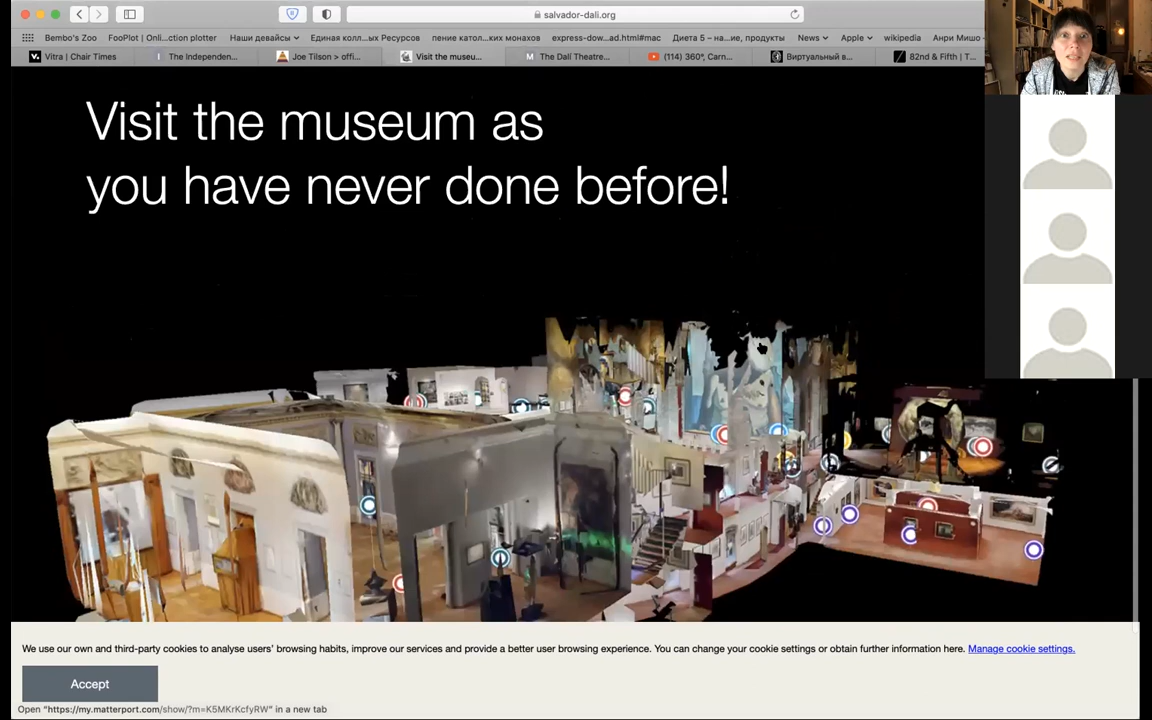 salvador-dali.org
Bembo's Zoo
FooPlot | Onli...ction plotter
Наши девайсы
Единая колл...ых Ресурсов
пение катол...ких монахов
express-dow...ad.html#mac
Диета 5 – на...ие, продукты
News
Apple
wikipedia
Анри Мишо
Vitra | Chair Times
The Independen...
Joe Tilson > offi...
Visit the museu...
The Dalí Theatre...
(114) 360°, Carn...
Виртуальный в...
82nd & Fifth | T...
Visit the museum as
you have never done before!
We use our own and third-party cookies to analyse users' browsing habits, improve our services and provide a better user browsing experience. You can change your cookie settings or obtain further information here. Manage cookie settings.
Accept
Open "https://my.matterport.com/show/?m=K5MKrKcfyRW" in a new tab